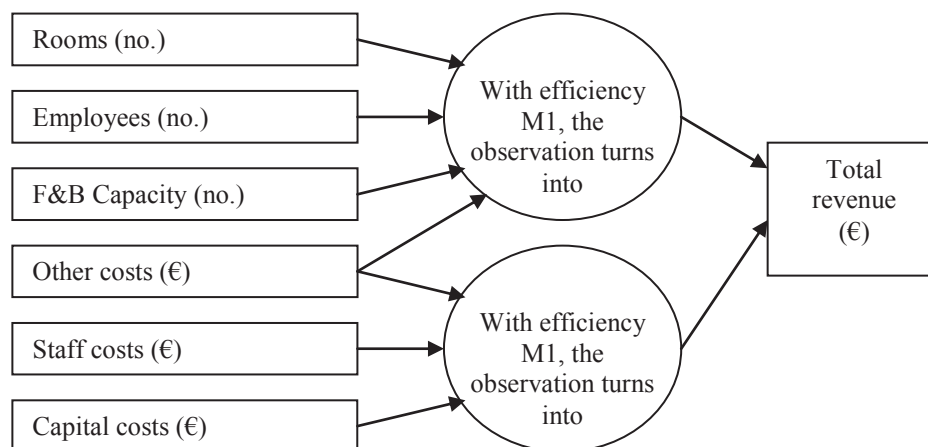 Rooms (no.)
Employees (no.)
F&B Capacity (no.)
Other costs (€)
Staff costs (€)
Capital costs (€)
With efficiency
M1, the
observation turns
into
With efficiency
M1, the
observation turns
into
Total
revenue
(€)